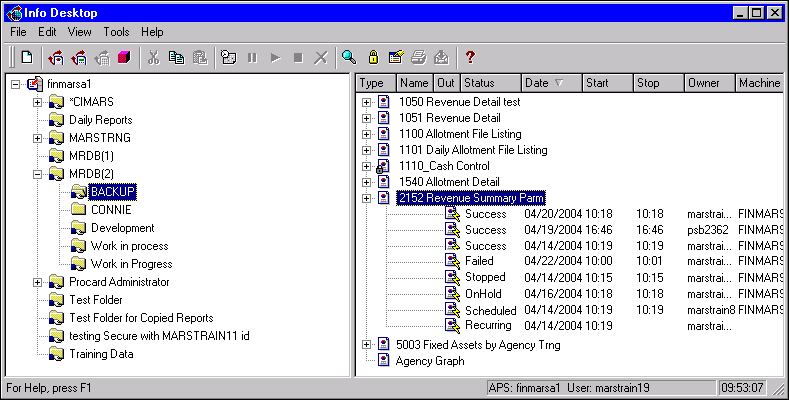 Info Desktop
File Edit View Tools Help
finmarsa1
*CIMARS
Daily Reports
MARSTRNG
MRDB(1)
MRDB(2)
BACKUP
CONNIE
Development
Work in process
Work in Progress
Procard Administrator
Test Folder
Test Folder for Copied Reports
testing Secure with MARSTRAIN11 id
Training Data
Type Name Out Status Date Start Stop Owner Machine
1050 Revenue Detail test
1051 Revenue Detail
1100 Allotment File Listing
1101 Daily Allotment File Listing
1110_Cash Control
1540 Allotment Detail
2152 Revenue Summary Parm
Success 04/20/2004 10:18 10:18 marstrai... FINMARS
Success 04/19/2004 16:46 16:46 psb2362 FINMARS
Success 04/14/2004 10:19 10:19 marstrai... FINMARS
Failed 04/22/2004 10:00 10:01 marstrai... FINMARS
Stopped 04/14/2004 10:15 10:15 marstrai... FINMARS
OnHold 04/16/2004 10:18 10:18 marstrai... FINMARS
Scheduled 04/14/2004 10:19 10:19 marstrain8 FINMARS
Recurring 04/14/2004 10:19 marstrai...
5003 Fixed Assets by Agency Trng
Agency Graph
For Help, press F1 APS: finmarsa1 User: marstrain19 09:53:07